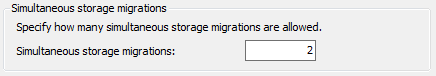 Simultaneous storage migrations
Specify how many simultaneous storage migrations are allowed.
Simultaneous storage migrations: 2